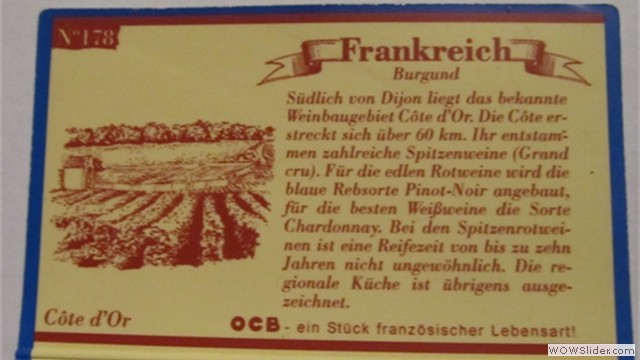 N° 178
Frankreich
Burgund
Südlich von Dijon liegt das bekannte
Weinbaugebiet Côte d'Or. Die Côte er-
streckt sich über 60 km. Ihr entstam-
men zahlreiche Spitzenweine (Grand
cru). Für die edlen Rotweine wird die
blaue Rebsorte Pinot-Noir angebaut,
für die besten Weißweine die Sorte
Chardonnay. Bei den Spitzenrotwei-
nen ist eine Reifezeit von bis zu zehn
Jahren nicht ungewöhnlich. Die re-
gionale Küche ist übrigens ausge-
zeichnet.
Côte d'Or
OCB - ein Stück französischer Lebensart!
WOWSlider.com